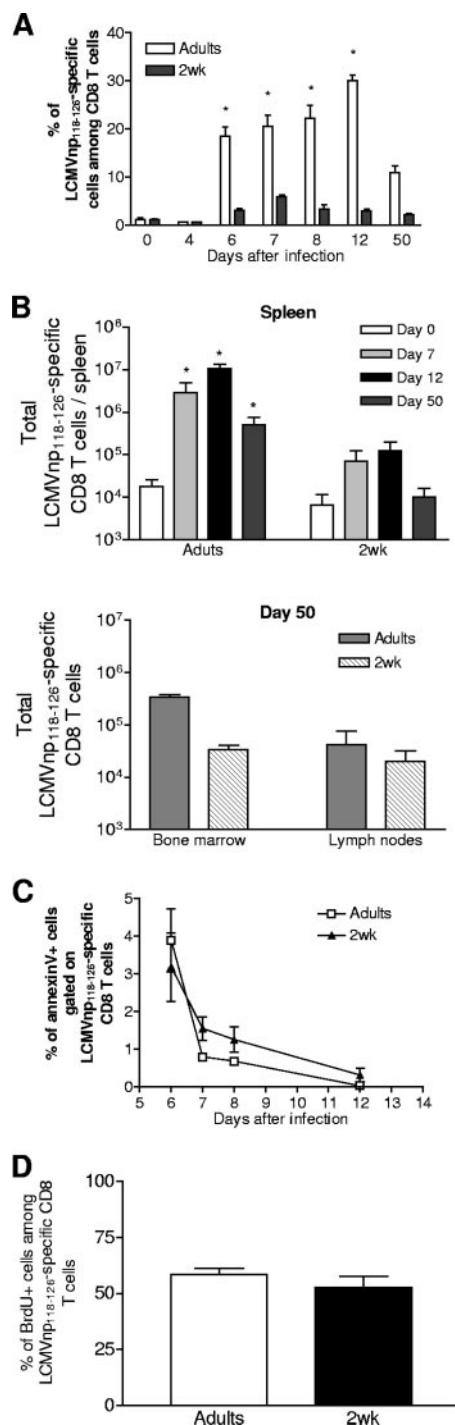 A
Adults
2wk
% of
LCMVnp118-126-specific
cells among CD8 T cells
40
30
20
10
0
* * * *
0 4 6 7 8 12 50
Days after infection
B
Spleen
Total
LCMVnp118-126-specific
CD8 T cells / spleen
10^8
10^7
10^6
10^5
10^4
10^3
* * *
Day 0
Day 7
Day 12
Day 50
Aduts 2wk
Day 50
Total
LCMVnp118-126-specific
CD8 T cells
10^7
10^6
10^5
10^4
10^3
Adults
2wk
Bone marrow Lymph nodes
C
% of annexinV+ cells
gated on
LCMVnp118-126-specific
CD8 T cells
5
4
3
2
1
0
Adults
2wk
5 6 7 8 9 10 11 12 13 14
Days after infection
D
% of BrdU+ cells among
LCMVnp118-126-specific CD8
T cells
100
75
50
25
0
Adults 2wk